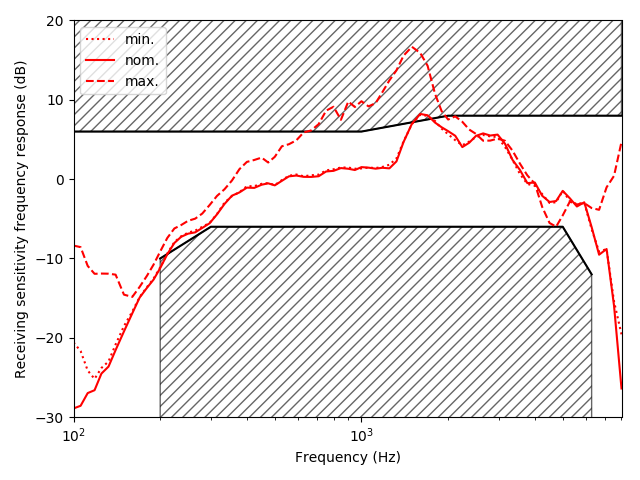 20
10
0
−10
−20
−30
Receiving sensitivity frequency response (dB)
min.
nom.
max.
10²
10³
Frequency (Hz)